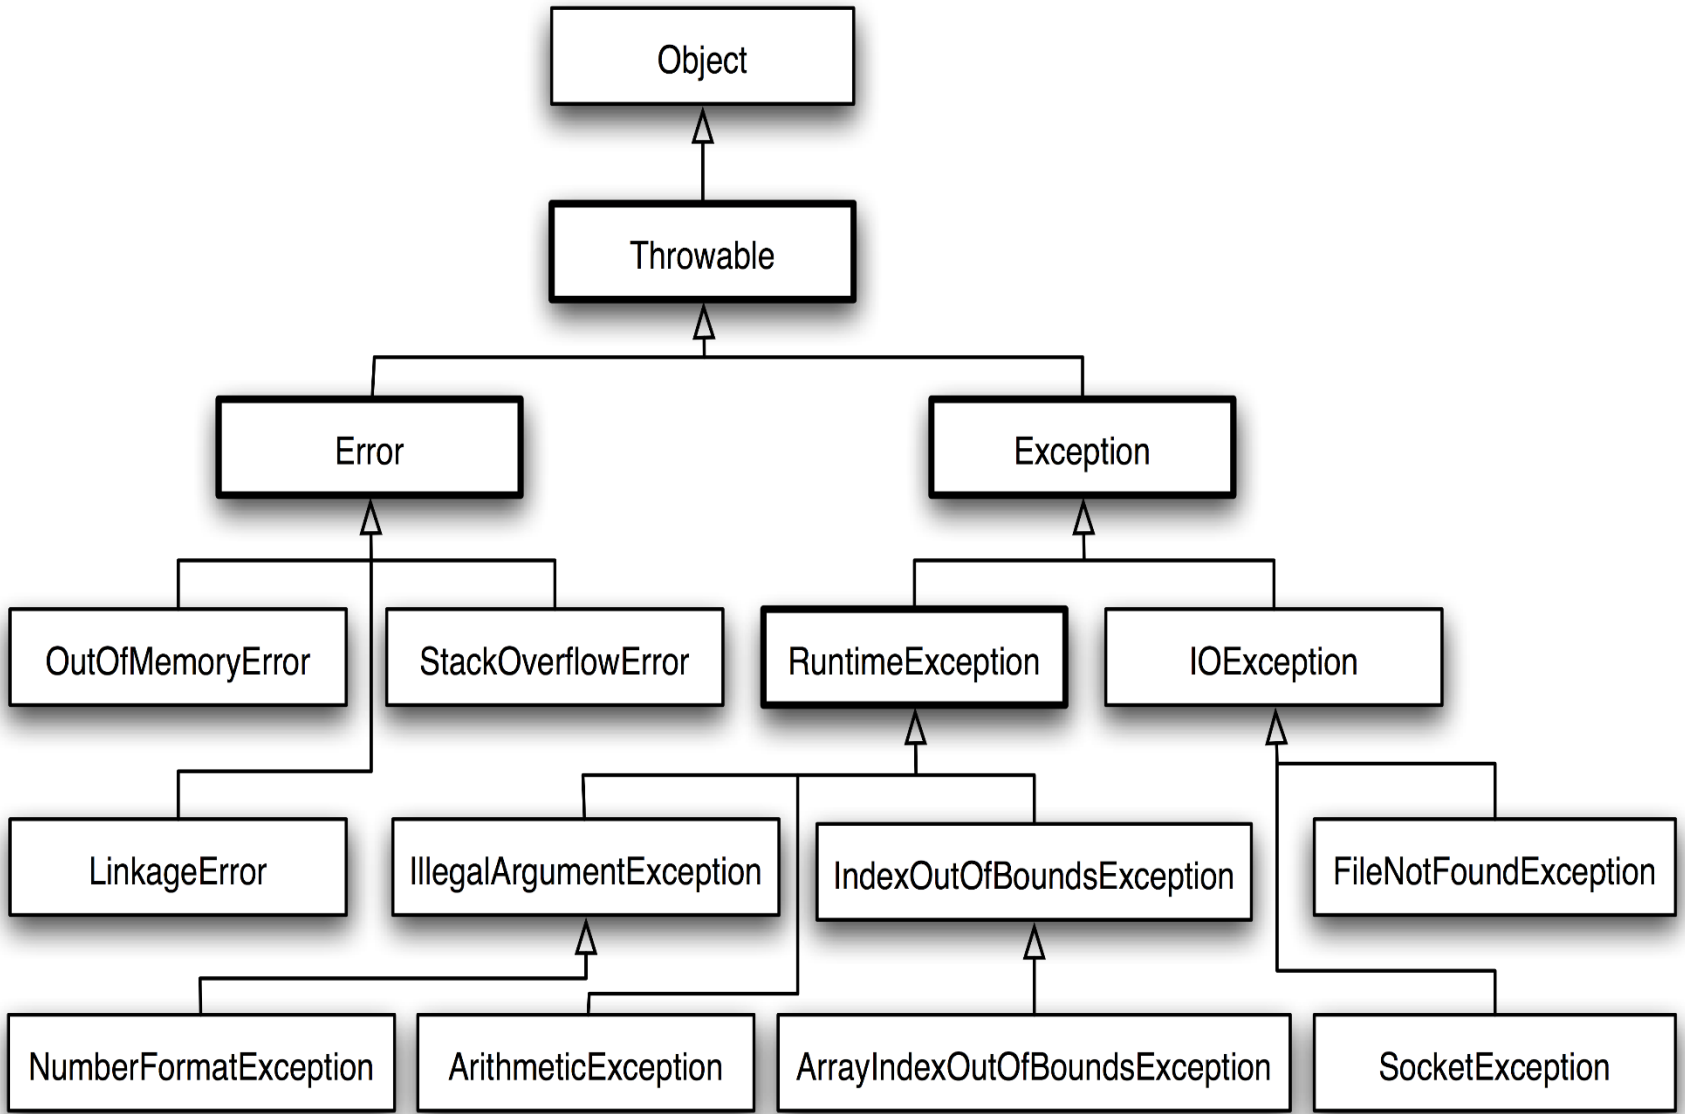 Object
Throwable
Error
Exception
OutOfMemoryError
StackOverflowError
RuntimeException
IOException
LinkageError
IllegalArgumentException
IndexOutOfBoundsException
FileNotFoundException
NumberFormatException
ArithmeticException
ArrayIndexOutOfBoundsException
SocketException